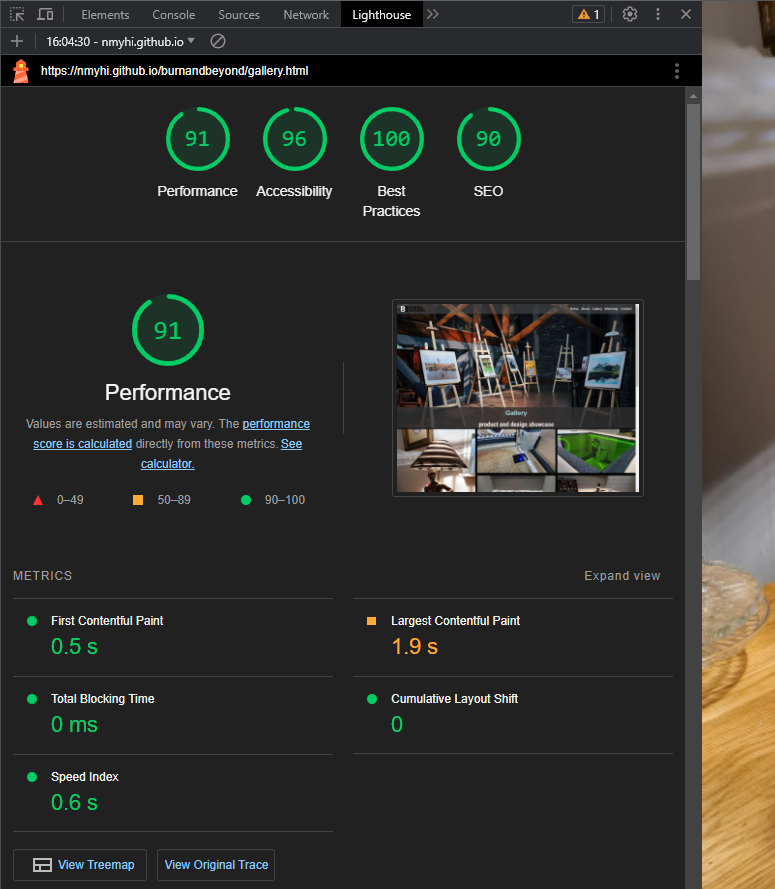 Elements Console Sources Network Lighthouse 1
16:04:30 - nmyhi.github.io
https://nmyhi.github.io/burnandbeyond/gallery.html
91 96 100 90
Performance Accessibility Best Practices SEO
91
Performance
Values are estimated and may vary. The performance
score is calculated directly from these metrics. See
calculator.
0–49 50–89 90–100
Gallery
product and design showcase
METRICS Expand view
First Contentful Paint
0.5 s
Largest Contentful Paint
1.9 s
Total Blocking Time
0 ms
Cumulative Layout Shift
0
Speed Index
0.6 s
View Treemap View Original Trace